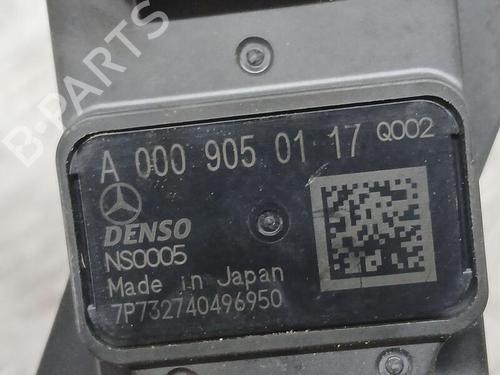 B-PARTS
A 000 905 01 17 Q002
DENSO
NS0005
Made in Japan
7P732740496950